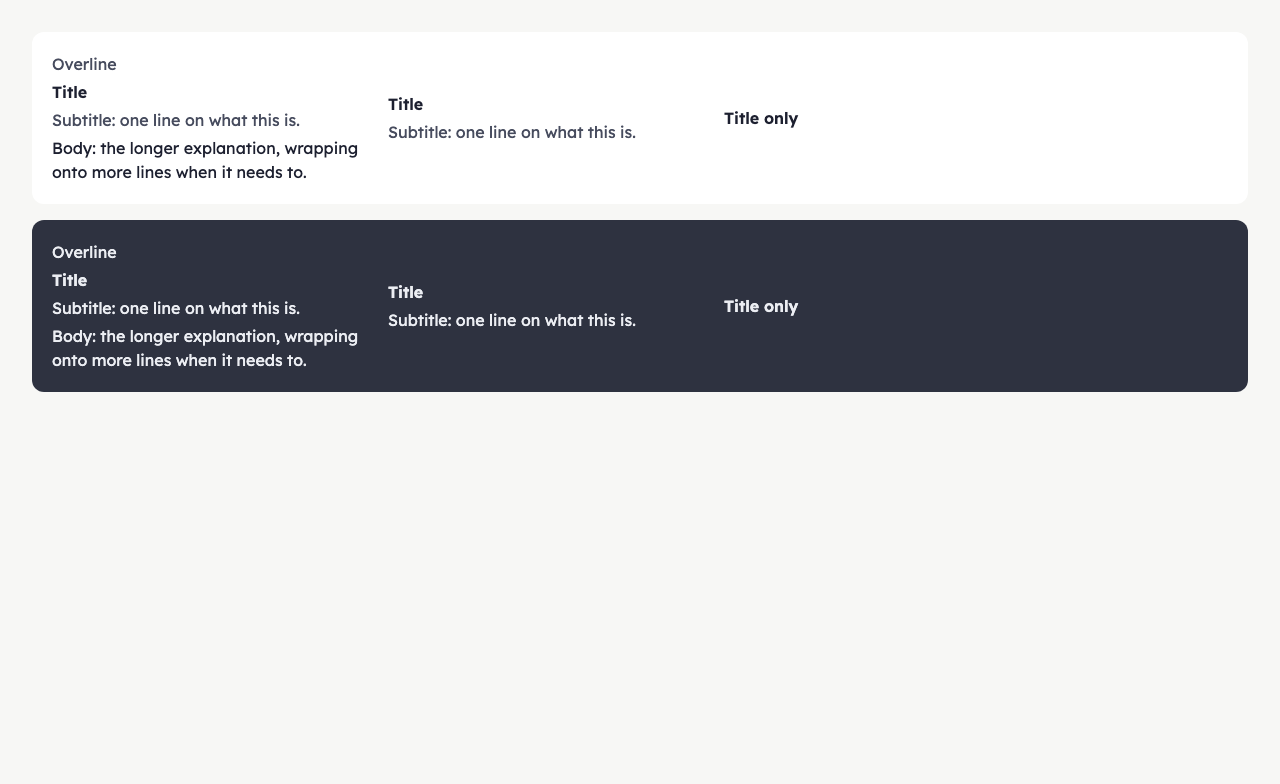 Overline
Title
Subtitle: one line on what this is.
Body: the longer explanation, wrapping
onto more lines when it needs to.
Title
Subtitle: one line on what this is.
Title only
Overline
Title
Subtitle: one line on what this is.
Body: the longer explanation, wrapping
onto more lines when it needs to.
Title
Subtitle: one line on what this is.
Title only